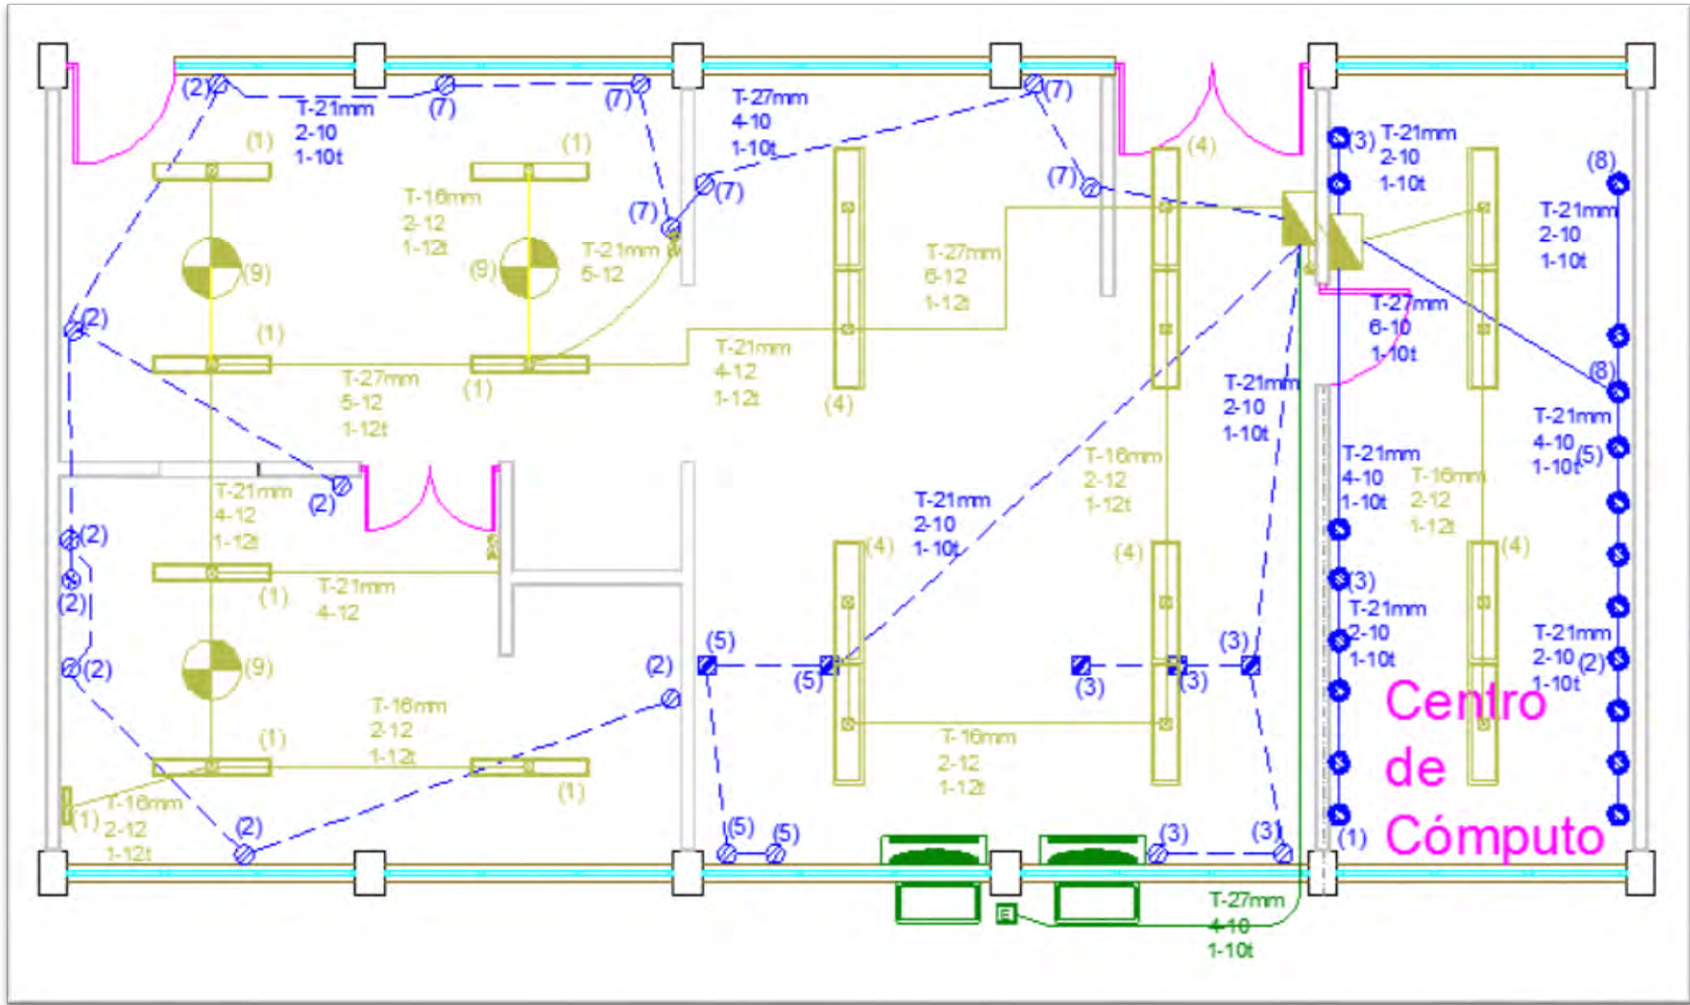 (2)
T-21mm
2-10
1-10t
(7)
(7)
T-27mm
4-10
1-10t
(7)
(1)
(1)
(4)
(3)
T-21mm
2-10
1-10t
(8)
T-16mm
2-12
1-12t
(7)
(7)
(7)
T-21mm
2-10
1-10t
(9)
(9)
T-21mm
5-12
T-27mm
6-12
1-12t
(2)
(1)
T-27mm
6-10
1-10t
T-27mm
5-12
1-12t
(1)
T-21mm
4-12
1-12t
(4)
T-21mm
2-10
1-10t
(8)
T-21mm
4-10
1-10t
(5)
T-21mm
4-12
1-12t
(2)
T-21mm
2-10
1-10t
T-16mm
2-12
1-12t
T-21mm
4-10
1-10t
T-16mm
2-12
1-12t
(2)
(4)
(4)
(4)
(2)
(1)
T-21mm
4-12
(3)
T-21mm
2-10
1-10t
T-21mm
2-10
1-10t
(2)
(2)
(9)
(2)
(5)
(5)
(3)
(3)
(3)
Centro
de
Cómputo
T-16mm
2-12
1-12t
(1)
(1)
T-16mm
2-12
1-12t
(1)
T-16mm
2-12
1-12t
(2)
(5)
(5)
(3)
(3)
(1)
E
T-27mm
4-10
1-10t